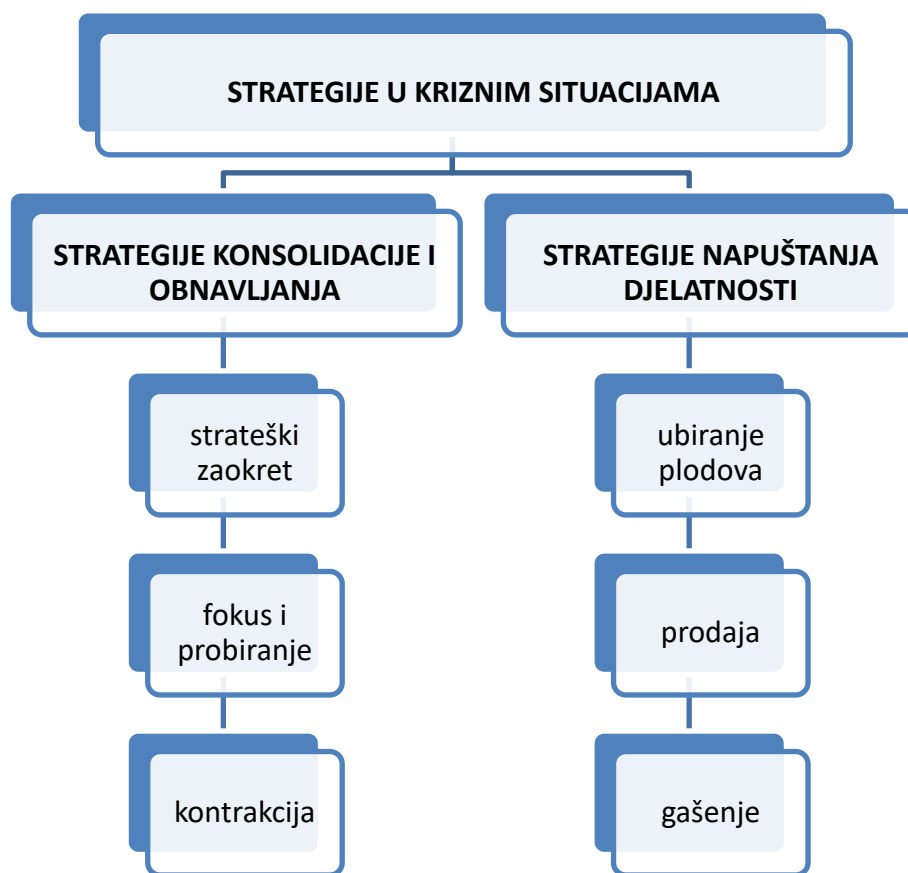 STRATEGIJE U KRIZNIM SITUACIJAMA
STRATEGIJE KONSOLIDACIJE I
OBNAVLJANJA
STRATEGIJE NAPUŠTANJA
DJELATNOSTI
strateški
zaokret
fokus i
probiranje
kontrakcija
ubiranje
plodova
prodaja
gašenje